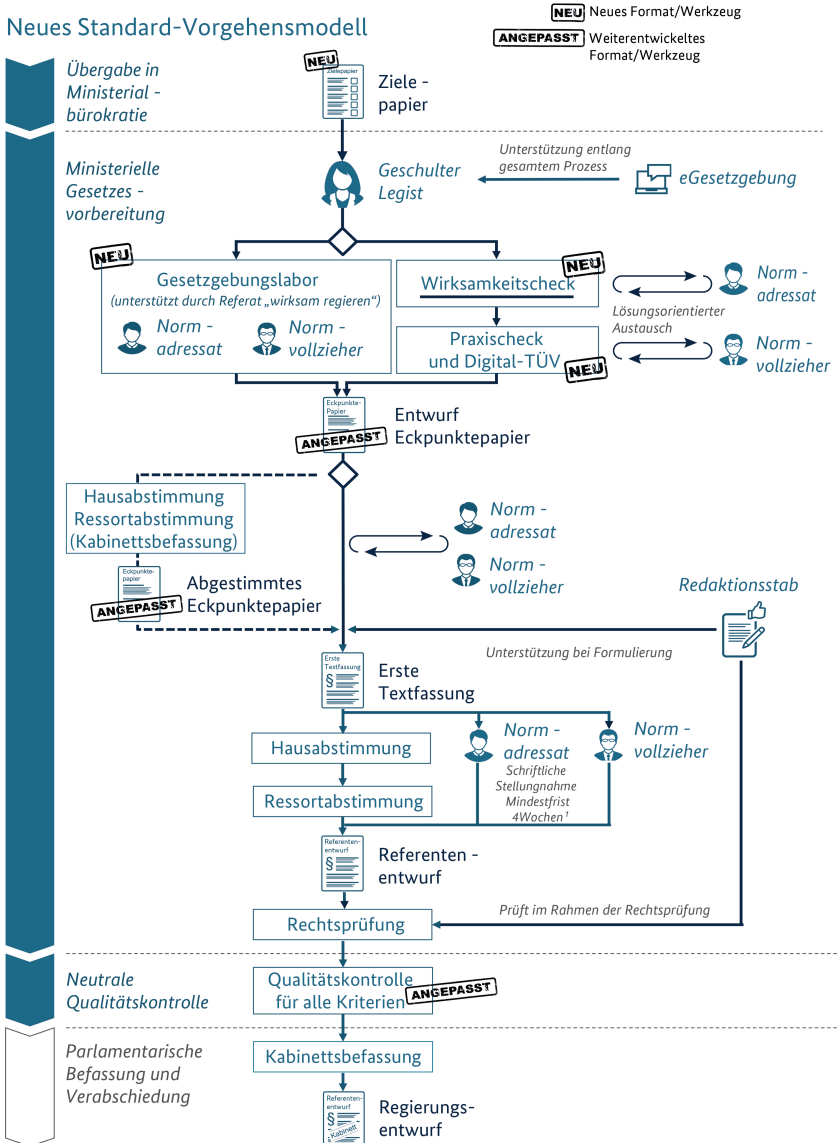 Neues Standard-Vorgehensmodell
NEU Neues Format/Werkzeug
ANGEPASST Weiterentwickeltes
Format/Werkzeug
Übergabe in
Ministerial -
bürokratie
NEU
Zielepapier
Ziele -
papier
Ministerielle
Gesetzes -
vorbereitung
Geschulter
Legist
Unterstützung entlang
gesamtem Prozess
eGesetzgebung
NEU
Gesetzgebungslabor
(unterstützt durch Referat „wirksam regieren“)
Norm -
adressat
Norm -
vollzieher
NEU
Wirksamkeitscheck
Praxischeck
und Digital-TÜV
NEU
Norm -
adressat
Lösungsorientierter
Austausch
Norm -
vollzieher
Eckpunkte-
Papier
ANGEPASST
Entwurf
Eckpunktepapier
Hausabstimmung
Ressortabstimmung
(Kabinettsbefassung)
Norm -
adressat
Norm -
vollzieher
Eckpunkte-
papier
ANGEPASST
Abgestimmtes
Eckpunktepapier
Redaktionsstab
Unterstützung bei Formulierung
Erste
Textfassung
§
Erste
Textfassung
Hausabstimmung
Ressortabstimmung
Norm -
adressat
Norm -
vollzieher
Schriftliche
Stellungnahme
Mindestfrist
4Wochen¹
Referenten-
entwurf
§
Referenten -
entwurf
Rechtsprüfung
Prüft im Rahmen der Rechtsprüfung
Neutrale
Qualitätskontrolle
Qualitätskontrolle
für alle Kriterien
ANGEPASST
Parlamentarische
Befassung und
Verabschiedung
Kabinettsbefassung
Referenten-
entwurf
§
Kabinett
Regierungs-
entwurf